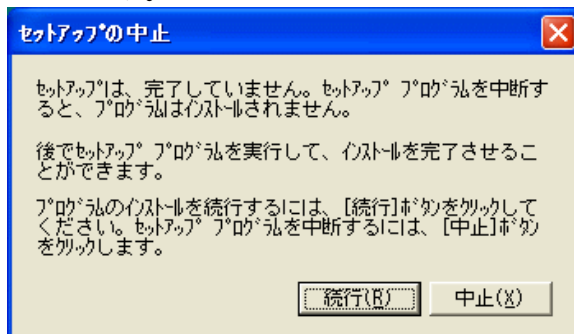 ｾｯﾄｱｯﾌﾟの中止
ｾｯﾄｱｯﾌﾟは、完了していません。ｾｯﾄｱｯﾌﾟ ﾌﾟﾛｸﾞﾗﾑを中断す
ると、ﾌﾟﾛｸﾞﾗﾑはｲﾝｽﾄｰﾙされません。
後でｾｯﾄｱｯﾌﾟ ﾌﾟﾛｸﾞﾗﾑを実行して、ｲﾝｽﾄｰﾙを完了させるこ
とができます。
ﾌﾟﾛｸﾞﾗﾑのｲﾝｽﾄｰﾙを続行するには、[続行]ﾎﾞﾀﾝをｸﾘｯｸして
ください。ｾｯﾄｱｯﾌﾟ ﾌﾟﾛｸﾞﾗﾑを中断するには、[中止]ﾎﾞﾀﾝ
をｸﾘｯｸします。
続行(R) 中止(X)